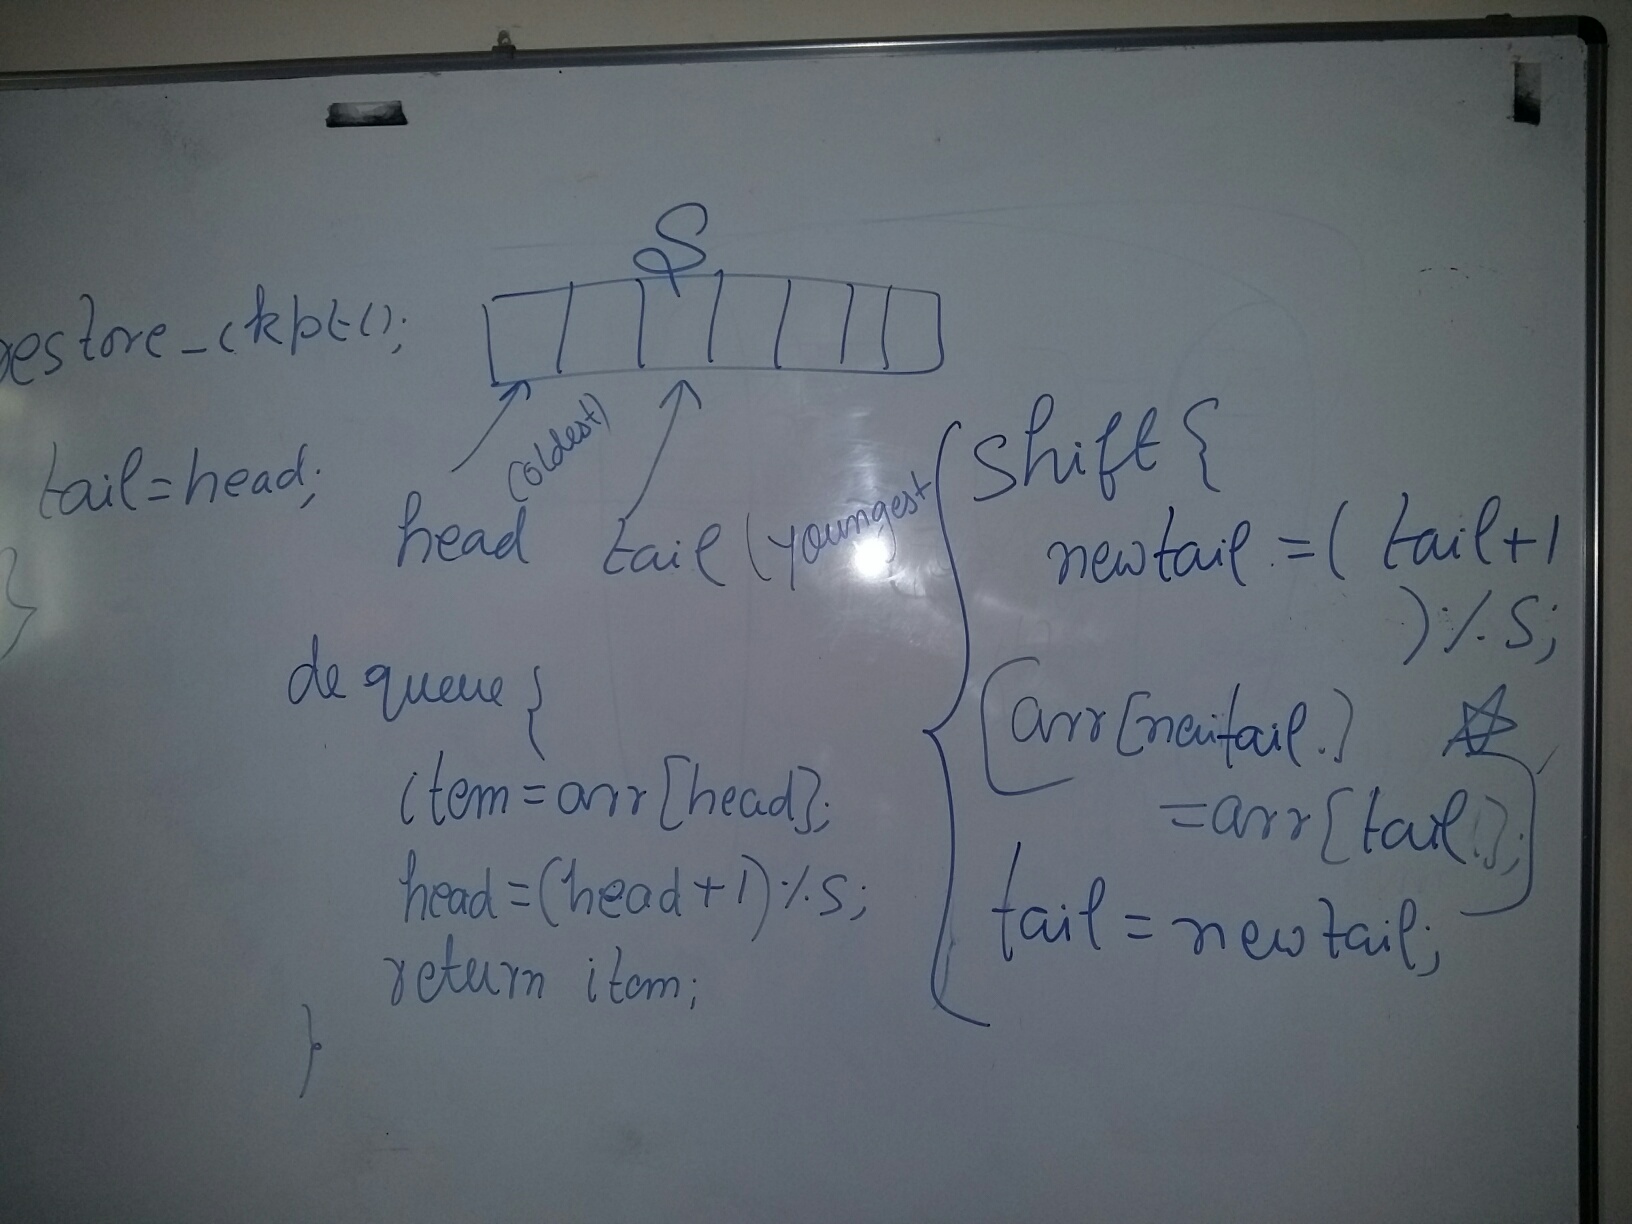 S
restore_ckpt();
tail=head;
}
(oldest)
head
tail (youngest
dequeue{
item=arr[head];
head=(head+1)%S;
return item;
}
shift{
newtail=(tail+1
)%S;
arr[newtail]
=arr[tail];
tail=newtail;